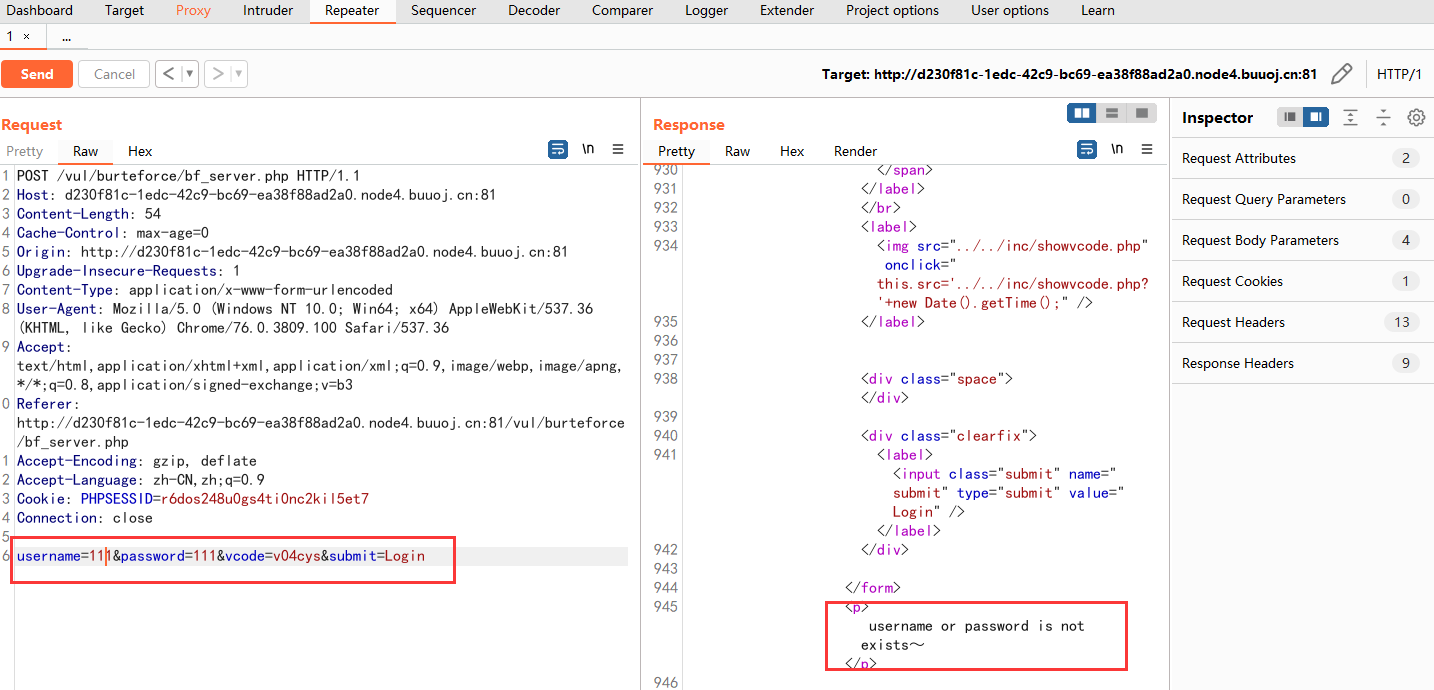 Dashboard Target Proxy Intruder Repeater Sequencer Decoder Comparer Logger Extender Project options User options Learn
1 × ...
Send Cancel < ▼ > ▼ Target: http://d230f81c-1edc-42c9-bc69-ea38f88ad2a0.node4.buuoj.cn:81 HTTP/1
Request
Pretty Raw Hex \n
1 POST /vul/burteforce/bf_server.php HTTP/1.1
2 Host: d230f81c-1edc-42c9-bc69-ea38f88ad2a0.node4.buuoj.cn:81
3 Content-Length: 54
4 Cache-Control: max-age=0
5 Origin: http://d230f81c-1edc-42c9-bc69-ea38f88ad2a0.node4.buuoj.cn:81
6 Upgrade-Insecure-Requests: 1
7 Content-Type: application/x-www-form-urlencoded
8 User-Agent: Mozilla/5.0 (Windows NT 10.0; Win64; x64) AppleWebKit/537.36
(KHTML, like Gecko) Chrome/76.0.3809.100 Safari/537.36
9 Accept:
text/html,application/xhtml+xml,application/xml;q=0.9,image/webp,image/apng,
*/*;q=0.8,application/signed-exchange;v=b3
0 Referer:
http://d230f81c-1edc-42c9-bc69-ea38f88ad2a0.node4.buuoj.cn:81/vul/burteforce
/bf_server.php
1 Accept-Encoding: gzip, deflate
2 Accept-Language: zh-CN,zh;q=0.9
3 Cookie: PHPSESSID=r6dos248u0gs4ti0nc2kil5et7
4 Connection: close
5
6 username=111&password=111&vcode=v04cys&submit=Login
Response
Pretty Raw Hex Render \n
930 </span>
931 </label>
932 </br>
933 <label>
934 <img src="../../inc/showvcode.php"
onclick="
this.src='../../inc/showvcode.php?
'+new Date().getTime();" />
935 </label>
936
937
938 <div class="space">
</div>
939
940 <div class="clearfix">
941 <label>
<input class="submit" name="
submit" type="submit" value="
Login" />
</label>
942 </div>
943
944 </form>
945 <p>
username or password is not
exists～
</p>
946
Inspector
Request Attributes 2
Request Query Parameters 0
Request Body Parameters 4
Request Cookies 1
Request Headers 13
Response Headers 9